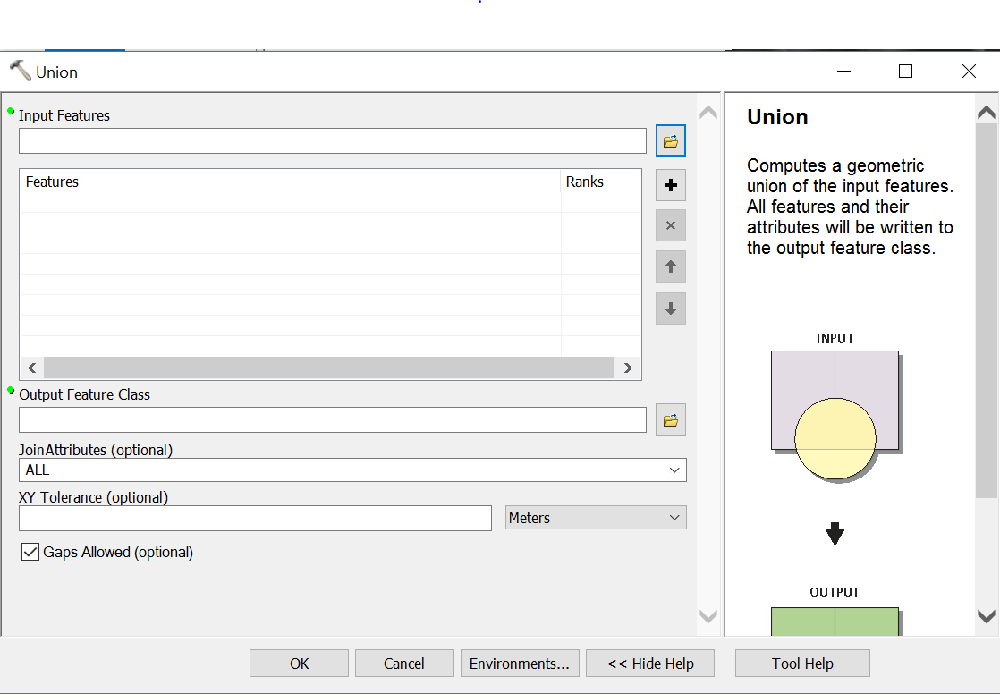 Union
Input Features
Features Ranks
Output Feature Class
JoinAttributes (optional)
ALL
XY Tolerance (optional)
Meters
Gaps Allowed (optional)
Union
Computes a geometric
union of the input features.
All features and their
attributes will be written to
the output feature class.
INPUT
OUTPUT
OK Cancel Environments... << Hide Help Tool Help